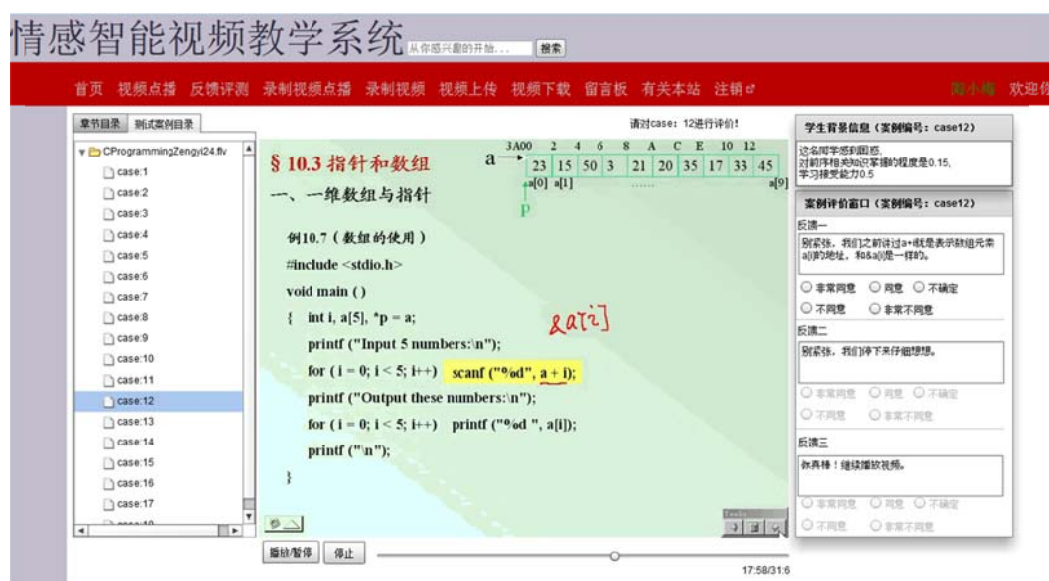 情感智能视频教学系统 从你感兴趣的开始... 搜索
首页 视频点播 反馈评测 录制视频点播 录制视频 视频上传 视频下载 留言板 有关本站 注销 陶小梅 欢迎你
章节目录 测试案例目录
CProgrammingZengyi24.flv
case:1
case:2
case:3
case:4
case:5
case:6
case:7
case:8
case:9
case:10
case:11
case:12
case:13
case:14
case:15
case:16
case:17
请对case：12进行评价!
§ 10.3 指针和数组
一、一维数组与指针
3A00 2 4 6 8 A C E 10 12
a 23 15 50 3 21 20 35 17 33 45
a[0] a[1] ...... a[9]
p
例10.7（数组的使用）
#include <stdio.h>
void main ()
{ int i, a[5], *p = a;
&a[i]
printf ("Input 5 numbers:\n");
for ( i = 0; i < 5; i++) scanf ("%d", a + i);
printf ("Output these numbers:\n");
for ( i = 0; i < 5; i++) printf ("%d ", a[i]);
printf ("\n");
}
Tools
播放/暂停 停止
17:58/31:6
学生背景信息（案例编号：case12）
这名同学感到困惑,
对前序相关知识掌握的程度是0.15,
学习接受能力0.5
案例评价窗口（案例编号：case12）
反馈一
别紧张，我们之前讲过a+i就是表示数组元素
a[i]的地址，和&a[i]是一样的。
非常同意 同意 不确定
不同意 非常不同意
反馈二
别紧张，我们停下来仔细想想。
非常同意 同意 不确定
不同意 非常不同意
反馈三
你真棒！继续播放视频。
非常同意 同意 不确定
不同意 非常不同意